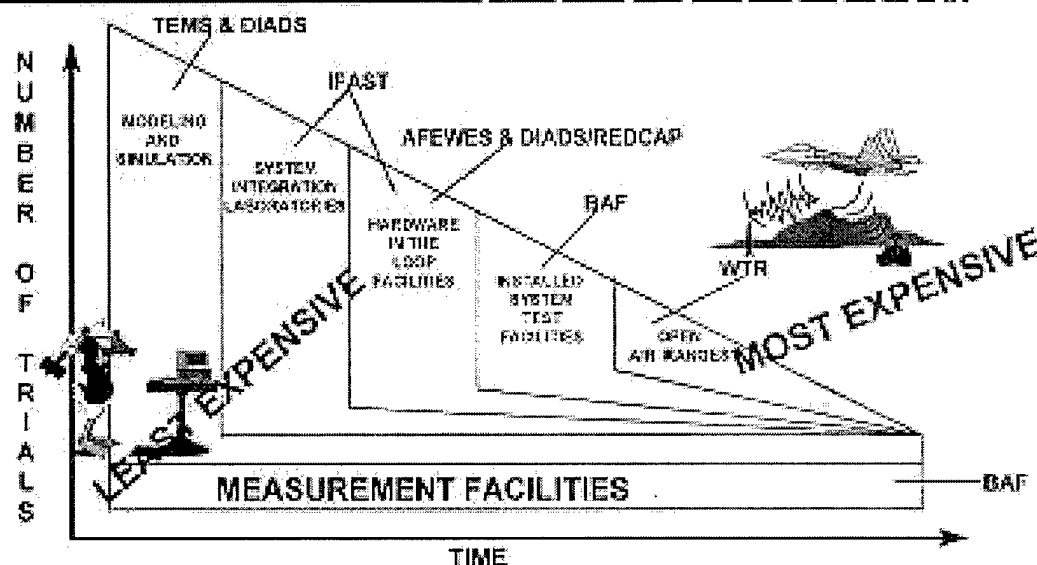 TEMS & DIADS
IFAST
AFEWES & DIADS/REDCAP
BAF
WTR
NUMBER OF TRIALS
MODELING
AND
SIMULATION
SYSTEM
INTEGRATION
LABORATORIES
HARDWARE
IN THE
LOOP
FACILITIES
INSTALLED
SYSTEM
TEST
FACILITIES
OPEN
AIR RANGES
LEAST EXPENSIVE
MOST EXPENSIVE
MEASUREMENT FACILITIES
BAF
TIME